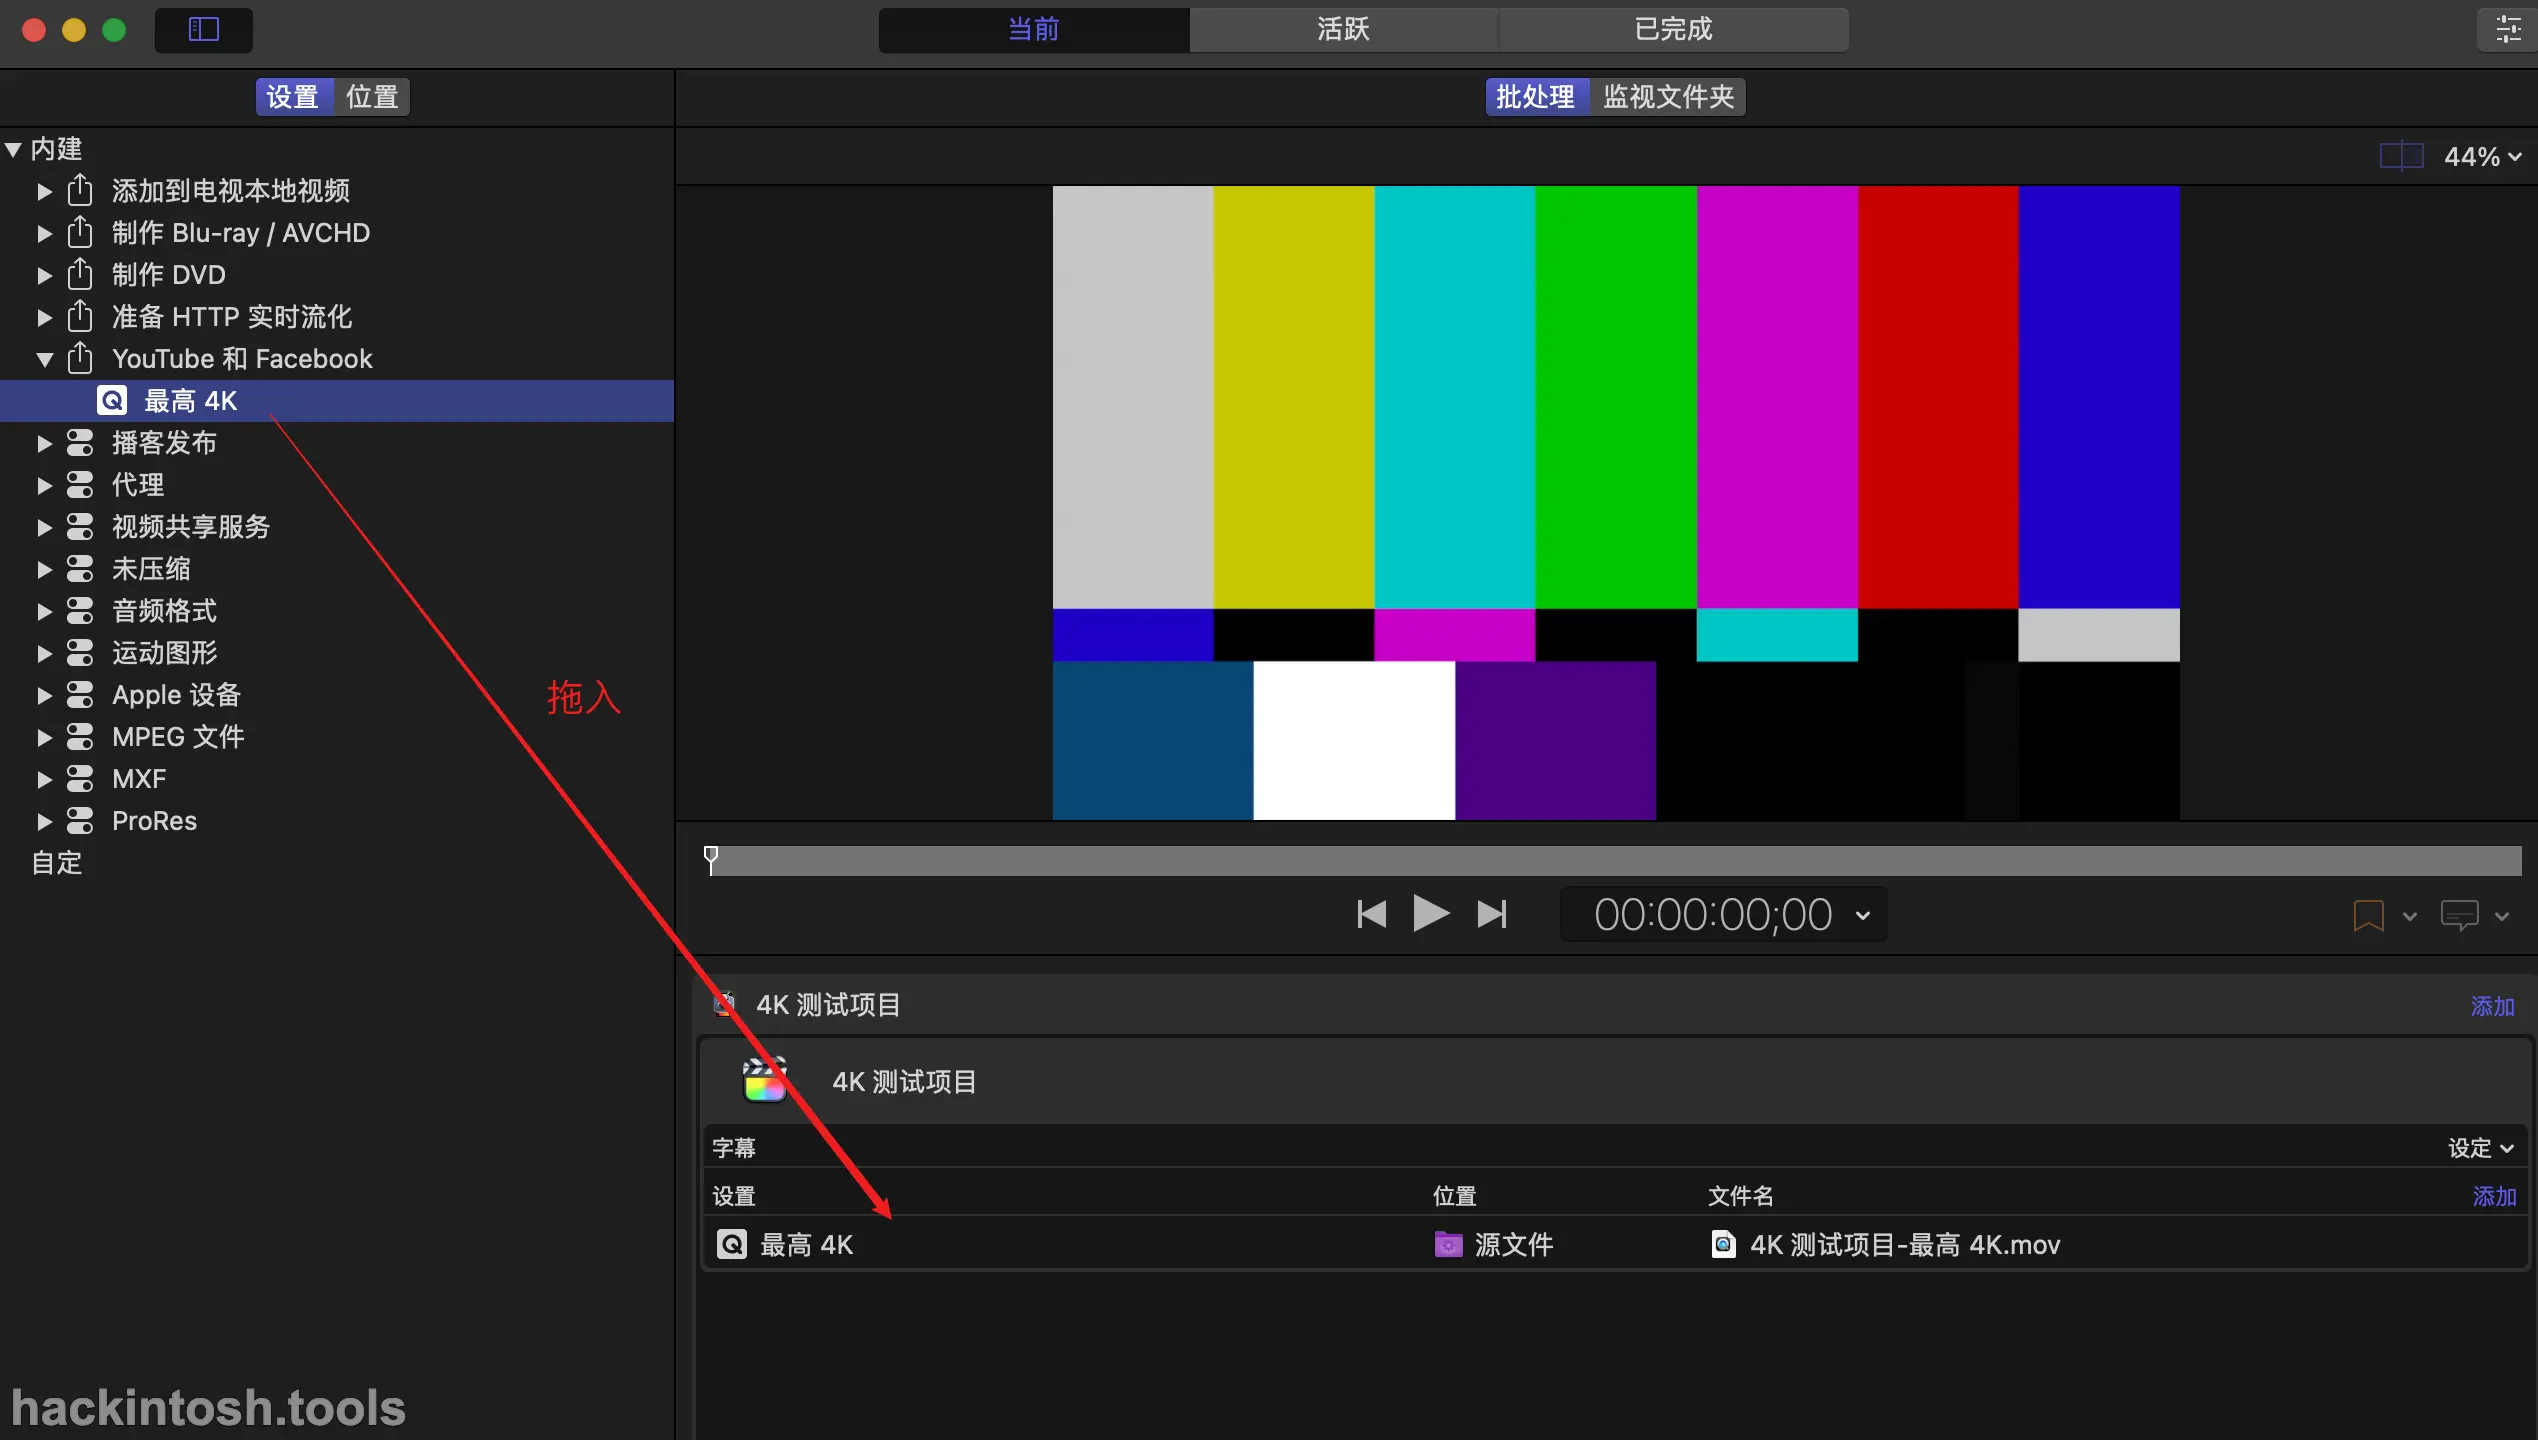 当前
活跃
已完成
设置
位置
批处理
监视文件夹
内建
44%
添加到电视本地视频
制作 Blu-ray / AVCHD
制作 DVD
准备 HTTP 实时流化
YouTube 和 Facebook
最高 4K
播客发布
代理
视频共享服务
未压缩
音频格式
运动图形
Apple 设备
MPEG 文件
MXF
ProRes
自定
拖入
00:00:00;00
4K 测试项目
添加
4K 测试项目
字幕
设定
设置
位置
文件名
添加
最高 4K
源文件
4K 测试项目-最高 4K.mov
hackintosh.tools